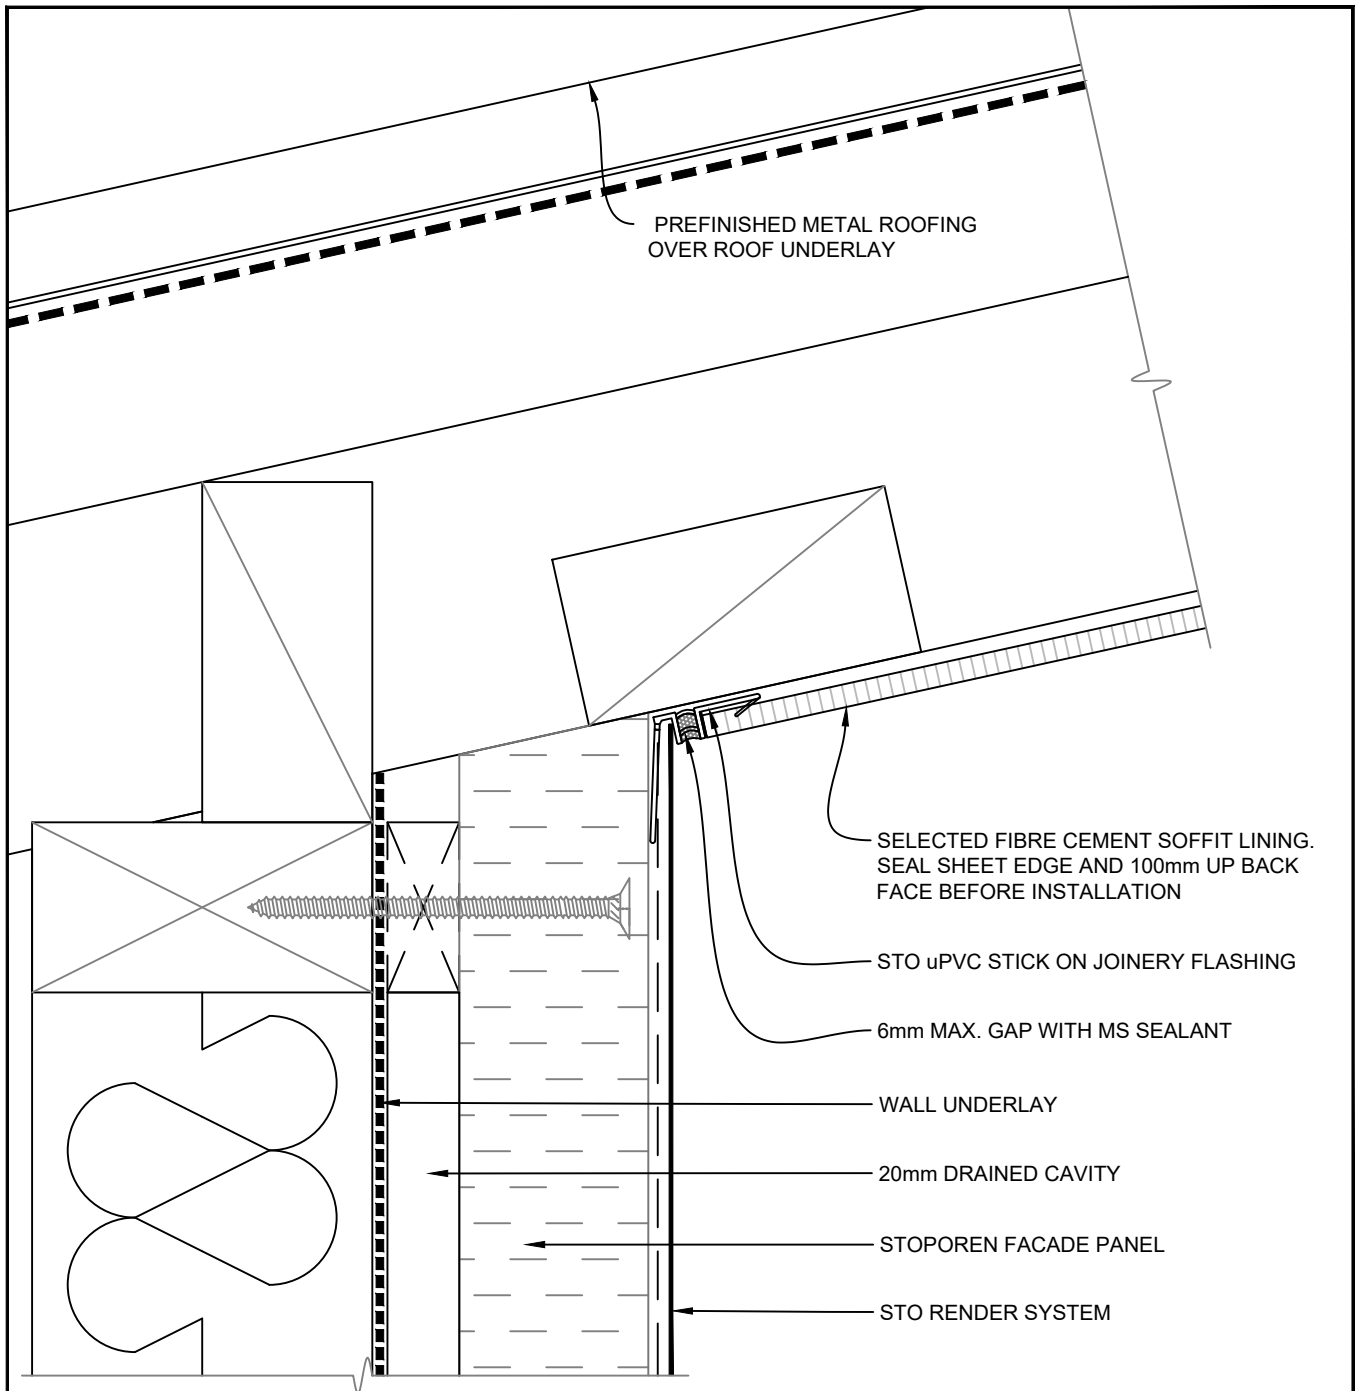 PREFINISHED METAL ROOFING
OVER ROOF UNDERLAY
SELECTED FIBRE CEMENT SOFFIT LINING.
SEAL SHEET EDGE AND 100mm UP BACK
FACE BEFORE INSTALLATION
STO uPVC STICK ON JOINERY FLASHING
6mm MAX. GAP WITH MS SEALANT
WALL UNDERLAY
20mm DRAINED CAVITY
STOPOREN FACADE PANEL
STO RENDER SYSTEM